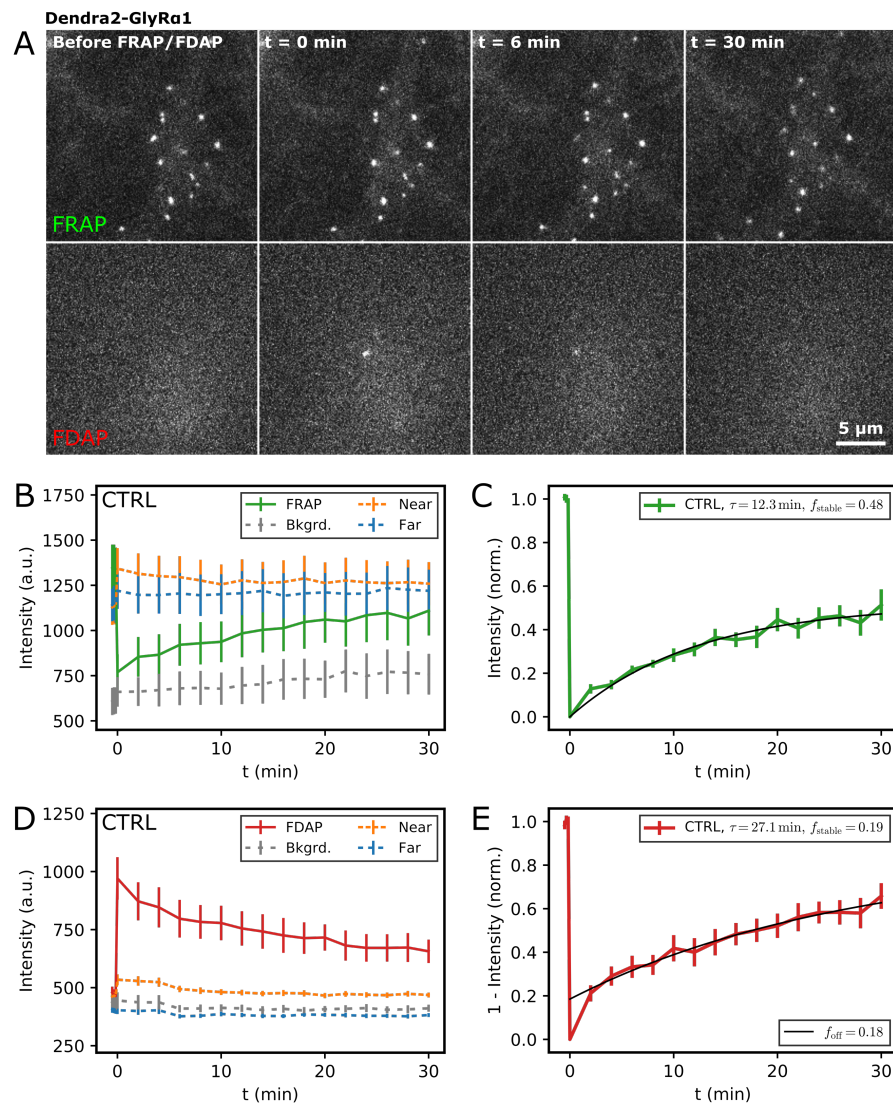 Dendra2-GlyRα1
A
Before FRAP/FDAP
t = 0 min
t = 6 min
t = 30 min
FRAP
FDAP
5 µm
B
CTRL
FRAP
Bkgrd.
Near
Far
1750
1500
1250
1000
750
500
Intensity (a.u.)
0
10
20
30
t (min)
C
CTRL, τ = 12.3 min, f_stable = 0.48
1.0
0.8
0.6
0.4
0.2
0.0
Intensity (norm.)
0
10
20
30
t (min)
D
CTRL
FDAP
Bkgrd.
Near
Far
1250
1000
750
500
250
Intensity (a.u.)
0
10
20
30
t (min)
E
CTRL, τ = 27.1 min, f_stable = 0.19
1.0
0.8
0.6
0.4
0.2
0.0
1 - Intensity (norm.)
f_off = 0.18
0
10
20
30
t (min)